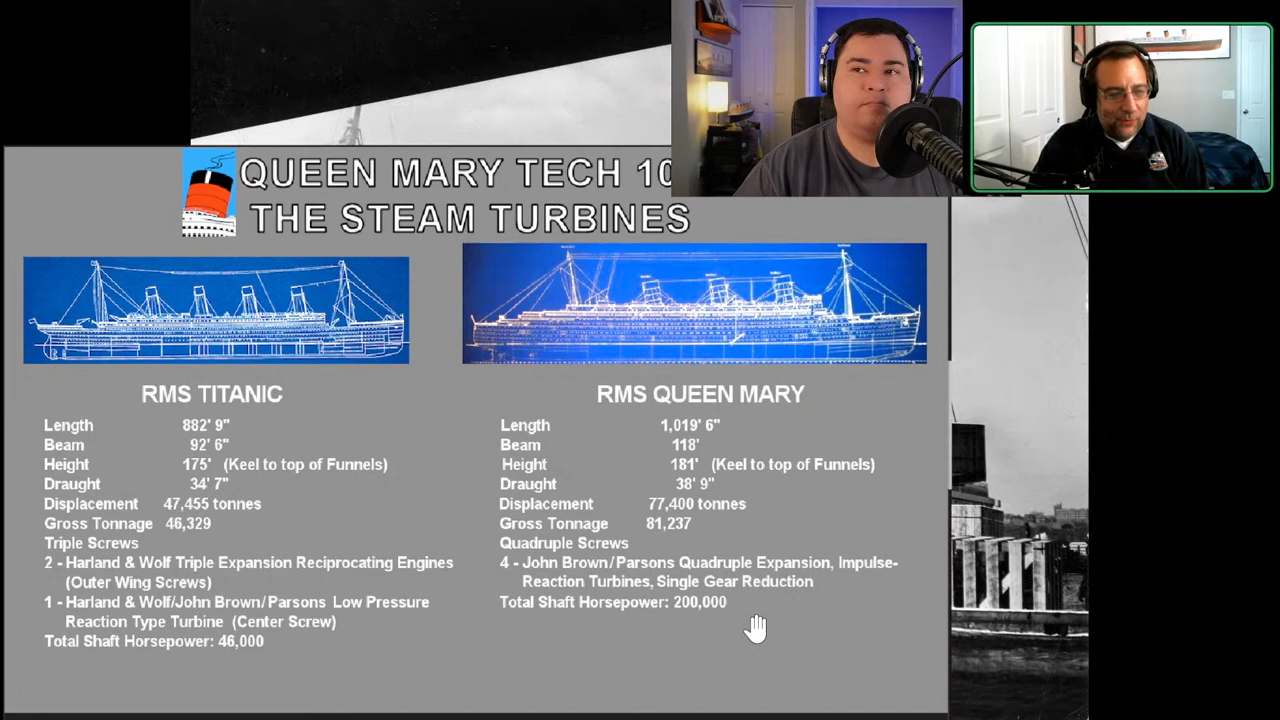 QUEEN MARY TECH 10
THE STEAM TURBINES
RMS TITANIC
Length 882' 9"
Beam 92' 6"
Height 175' (Keel to top of Funnels)
Draught 34' 7"
Displacement 47,455 tonnes
Gross Tonnage 46,329
Triple Screws
2 - Harland & Wolf Triple Expansion Reciprocating Engines
(Outer Wing Screws)
1 - Harland & Wolf/John Brown/Parsons Low Pressure
Reaction Type Turbine (Center Screw)
Total Shaft Horsepower: 46,000
RMS QUEEN MARY
Length 1,019' 6"
Beam 118'
Height 181' (Keel to top of Funnels)
Draught 38' 9"
Displacement 77,400 tonnes
Gross Tonnage 81,237
Quadruple Screws
4 - John Brown/Parsons Quadruple Expansion, Impulse-
Reaction Turbines, Single Gear Reduction
Total Shaft Horsepower: 200,000